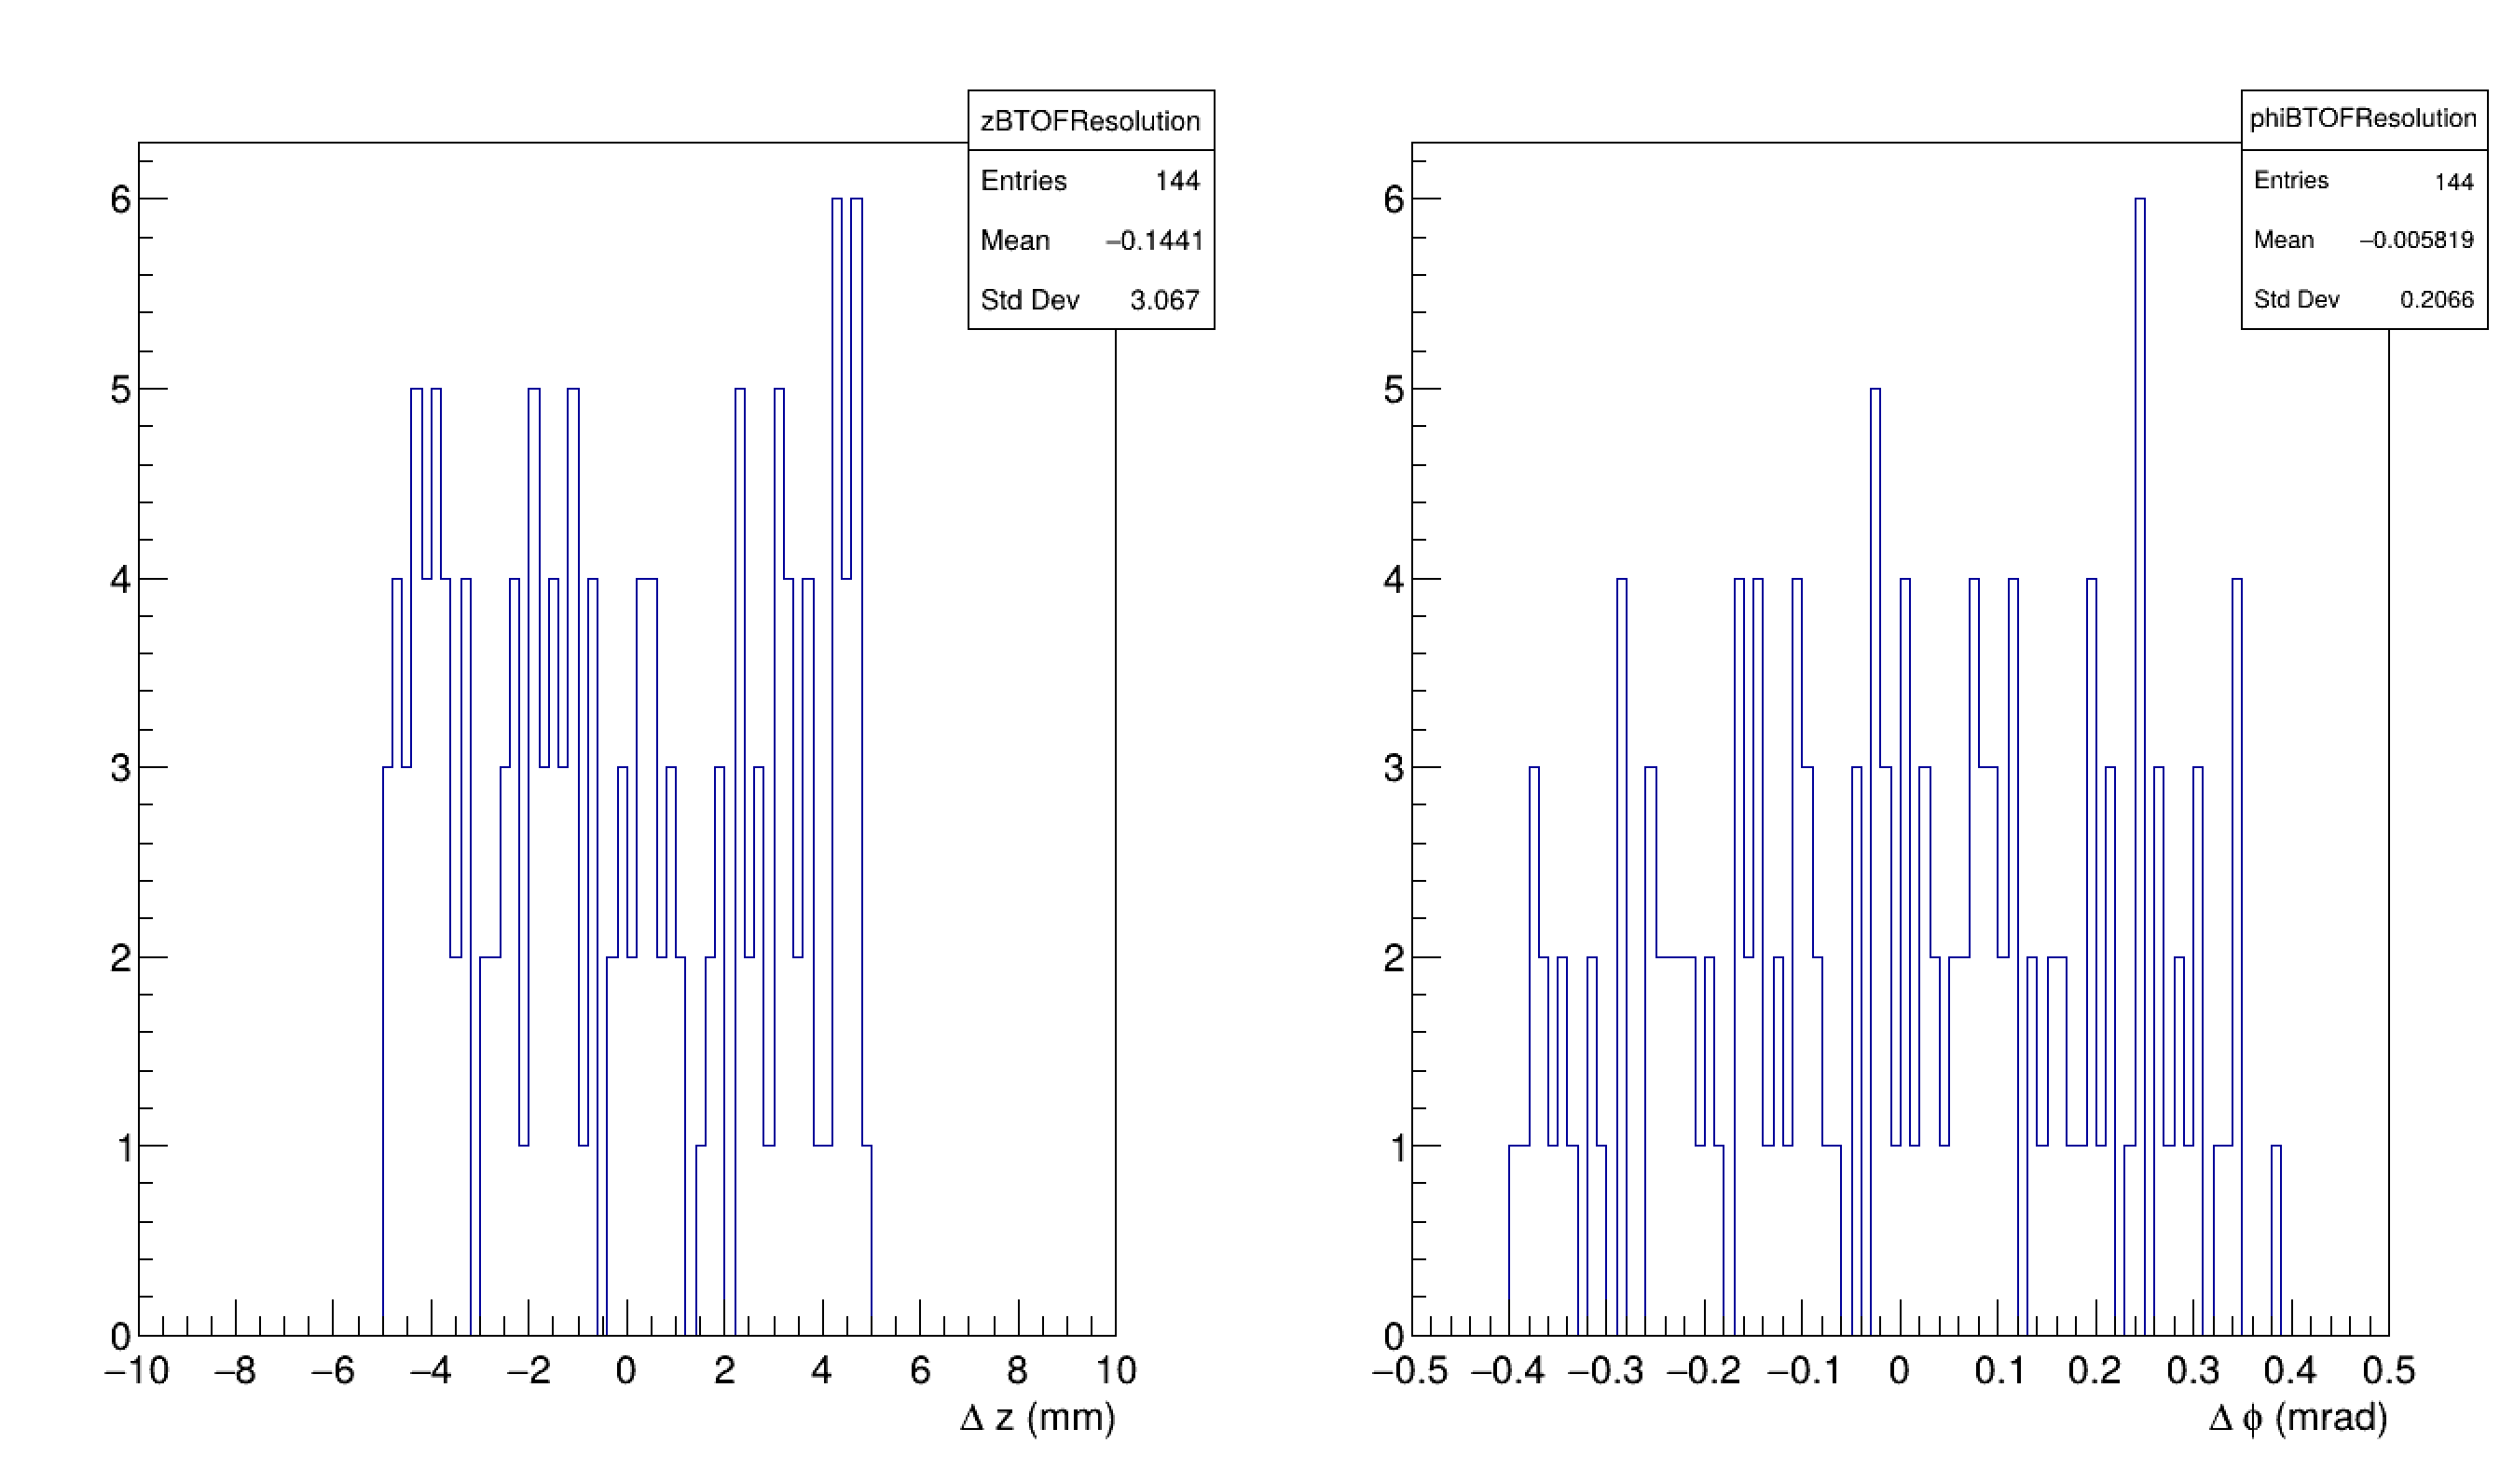 zBTOFResolution
Entries 144
Mean −0.1441
Std Dev 3.067
6
5
4
3
2
1
0
−10 −8 −6 −4 −2 0 2 4 6 8 10
Δ z (mm)
phiBTOFResolution
Entries 144
Mean −0.005819
Std Dev 0.2066
6
5
4
3
2
1
0
−0.5 −0.4 −0.3 −0.2 −0.1 0 0.1 0.2 0.3 0.4 0.5
Δ ϕ (mrad)